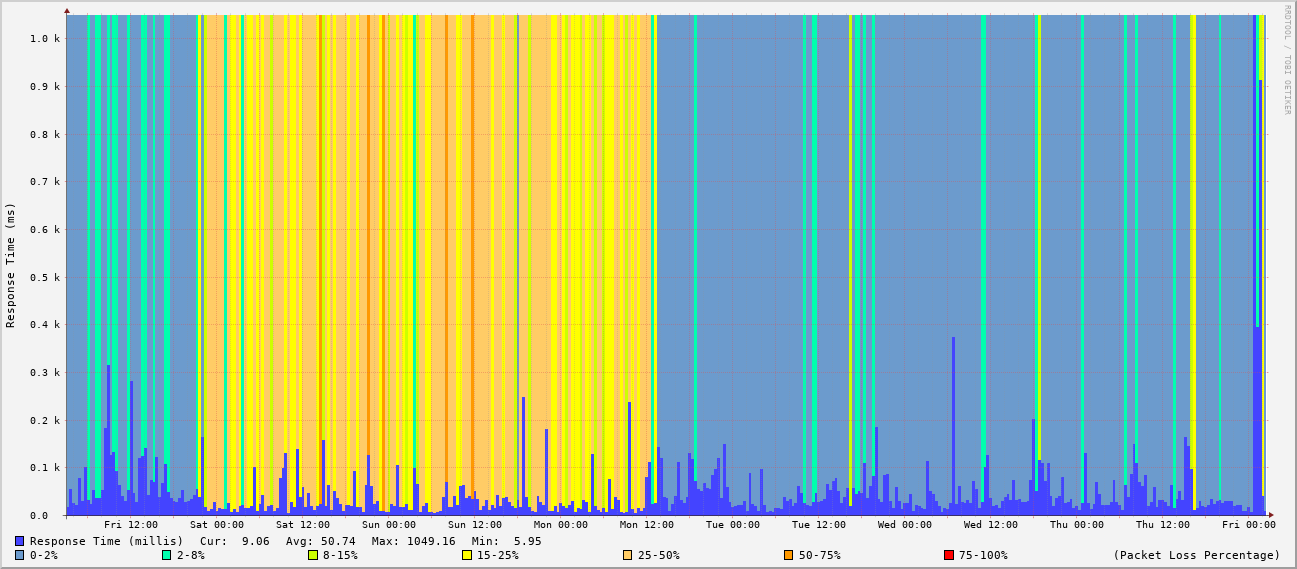 RRDTOOL / TOBI OETIKER
Response Time (ms)
1.0 k
0.9 k
0.8 k
0.7 k
0.6 k
0.5 k
0.4 k
0.3 k
0.2 k
0.1 k
0.0
Fri 12:00 Sat 00:00 Sat 12:00 Sun 00:00 Sun 12:00 Mon 00:00 Mon 12:00 Tue 00:00 Tue 12:00 Wed 00:00 Wed 12:00 Thu 00:00 Thu 12:00 Fri 00:00
Response Time (millis) Cur: 9.06 Avg: 50.74 Max: 1049.16 Min: 5.95
0-2% 2-8% 8-15% 15-25% 25-50% 50-75% 75-100% (Packet Loss Percentage)